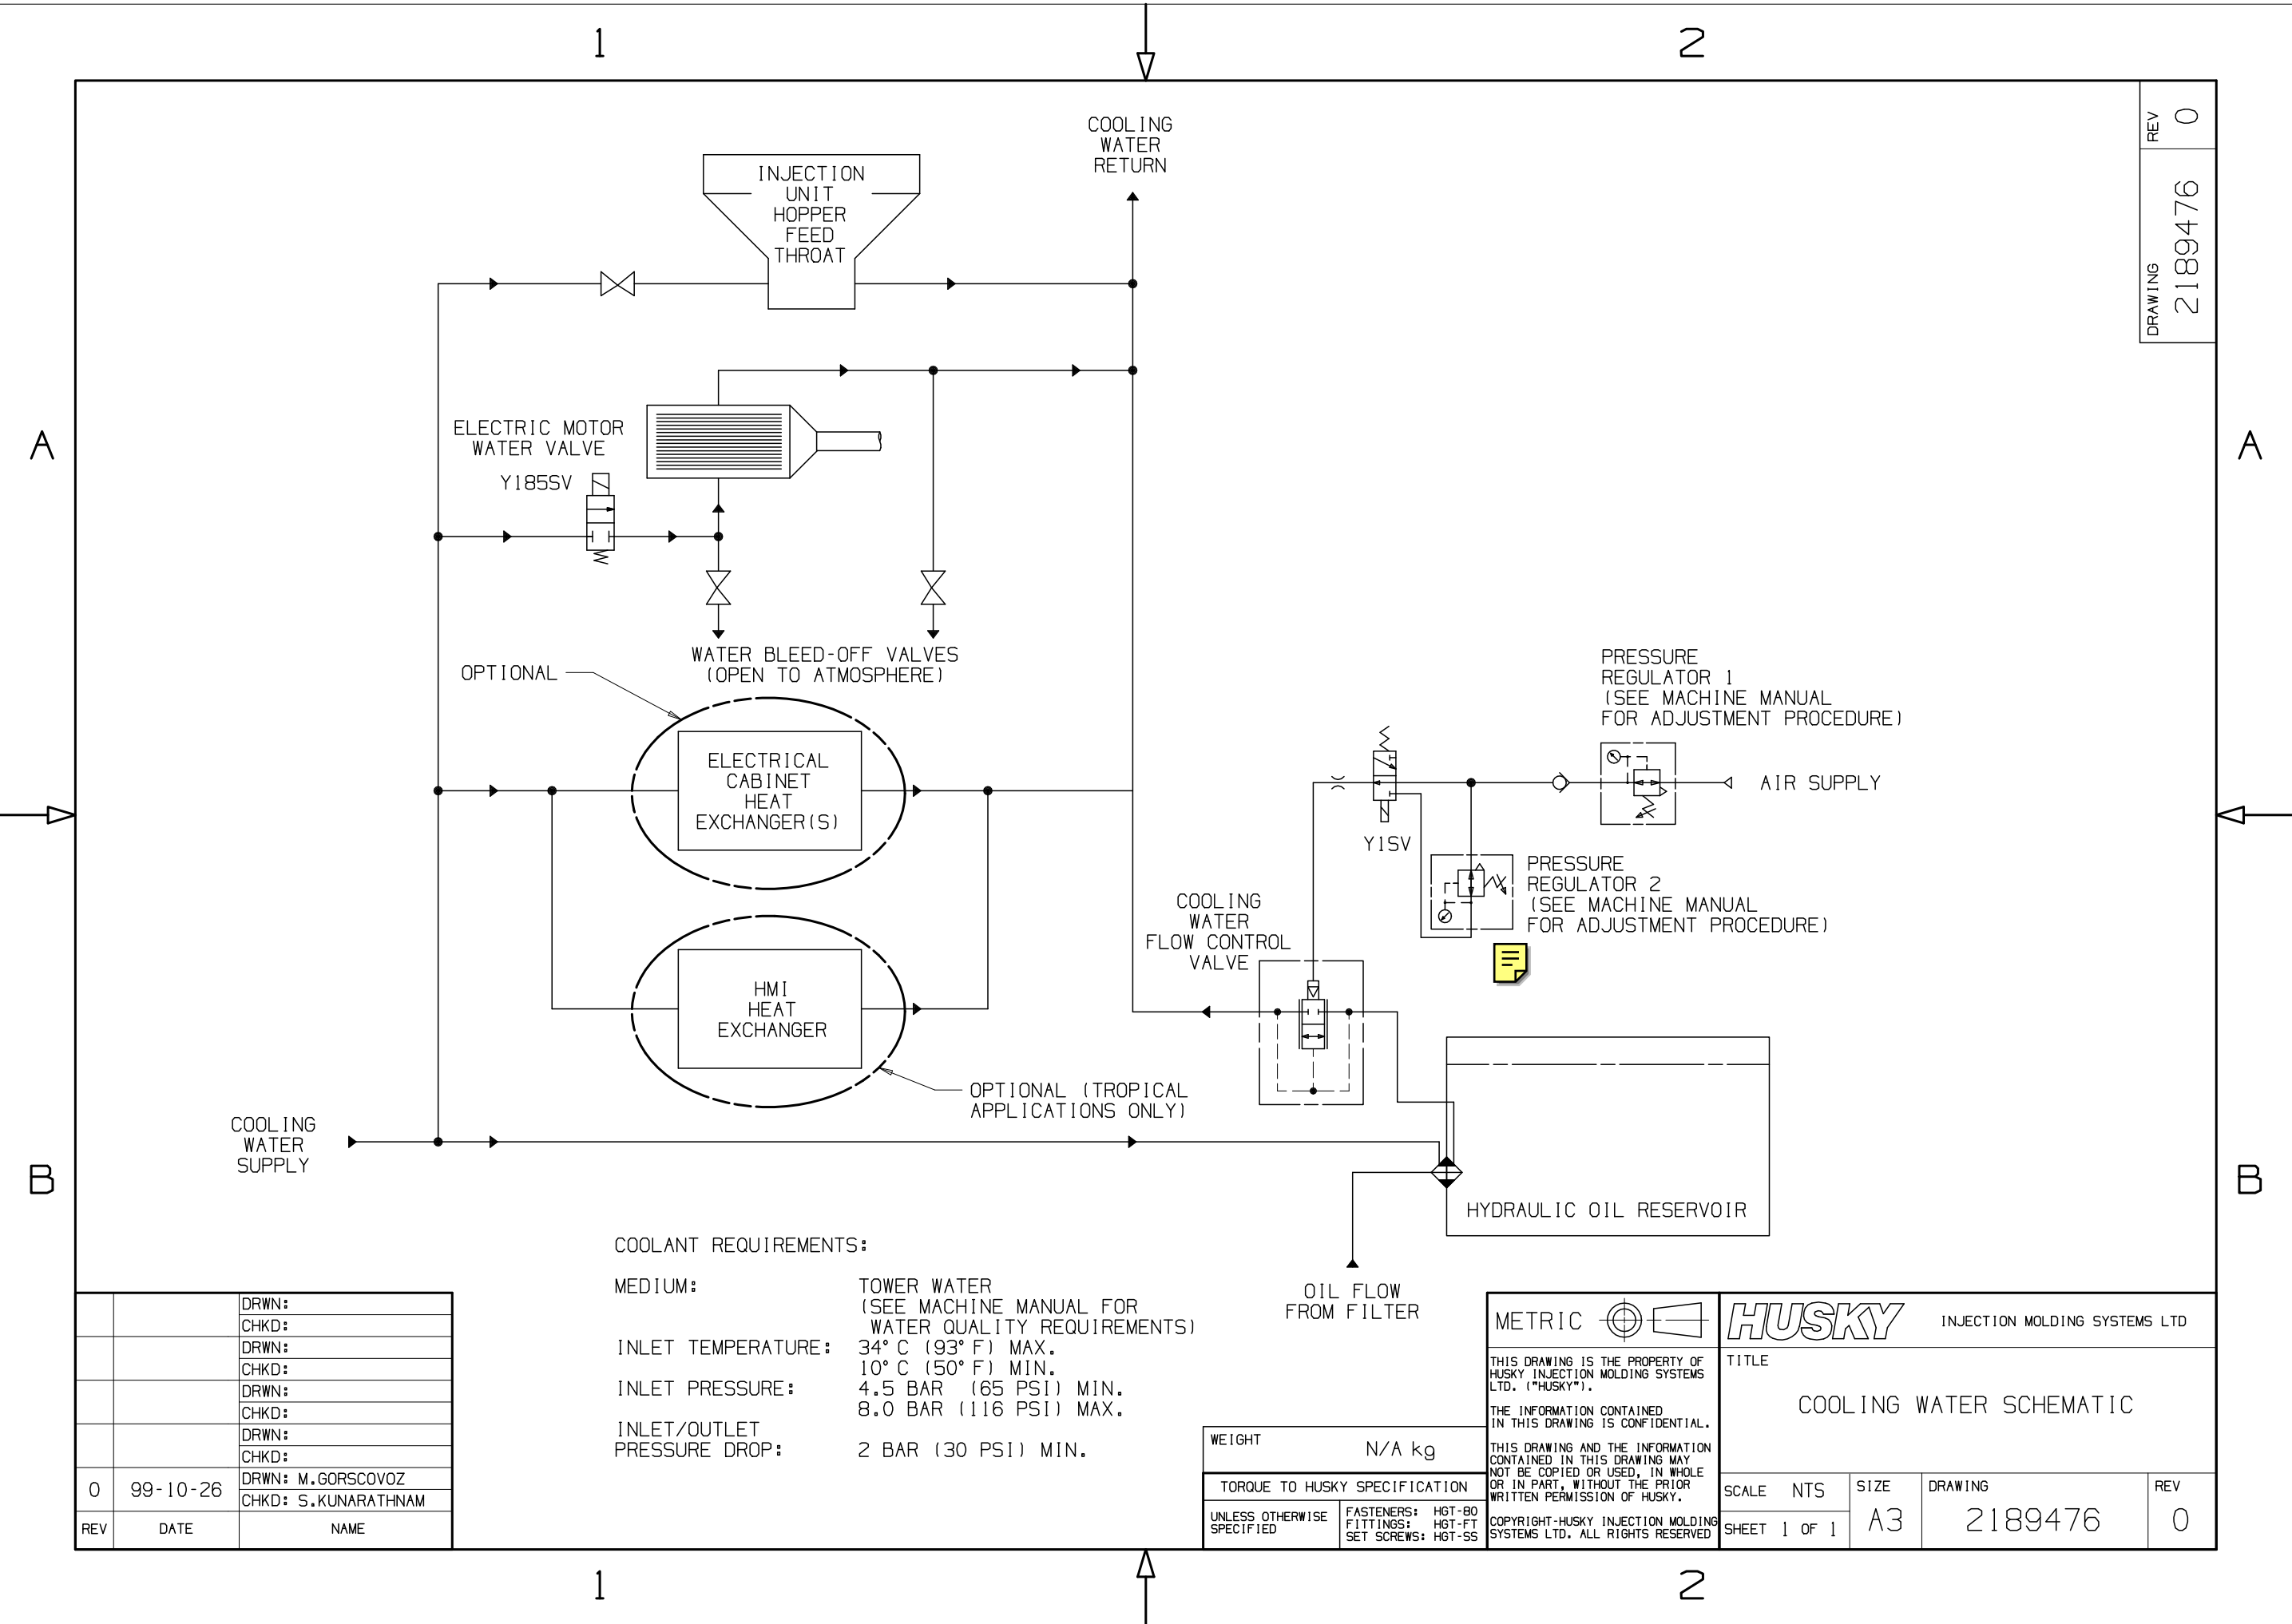 1
2
REV
0
DRAWING
2189476
COOLING
WATER
RETURN
INJECTION
UNIT
HOPPER
FEED
THROAT
A
A
ELECTRIC MOTOR
WATER VALVE
Y185SV
WATER BLEED-OFF VALVES
(OPEN TO ATMOSPHERE)
OPTIONAL
ELECTRICAL
CABINET
HEAT
EXCHANGER(S)
PRESSURE
REGULATOR 1
(SEE MACHINE MANUAL
FOR ADJUSTMENT PROCEDURE)
AIR SUPPLY
Y1SV
PRESSURE
REGULATOR 2
(SEE MACHINE MANUAL
FOR ADJUSTMENT PROCEDURE)
COOLING
WATER
FLOW CONTROL
VALVE
HMI
HEAT
EXCHANGER
OPTIONAL (TROPICAL
APPLICATIONS ONLY)
COOLING
WATER
SUPPLY
B
B
HYDRAULIC OIL RESERVOIR
OIL FLOW
FROM FILTER
COOLANT REQUIREMENTS:
MEDIUM: TOWER WATER
(SEE MACHINE MANUAL FOR
WATER QUALITY REQUIREMENTS)
INLET TEMPERATURE: 34°C (93°F) MAX.
10°C (50°F) MIN.
INLET PRESSURE: 4.5 BAR (65 PSI) MIN.
8.0 BAR (116 PSI) MAX.
INLET/OUTLET
PRESSURE DROP: 2 BAR (30 PSI) MIN.
DRWN:
CHKD:
DRWN:
CHKD:
DRWN:
CHKD:
DRWN:
CHKD:
0 99-10-26 DRWN: M.GORSCOVOZ
CHKD: S.KUNARATHNAM
REV DATE NAME
WEIGHT N/A kg
TORQUE TO HUSKY SPECIFICATION
UNLESS OTHERWISE
SPECIFIED
FASTENERS: HGT-80
FITTINGS: HGT-FT
SET SCREWS: HGT-SS
METRIC
THIS DRAWING IS THE PROPERTY OF
HUSKY INJECTION MOLDING SYSTEMS
LTD. ("HUSKY").
THE INFORMATION CONTAINED
IN THIS DRAWING IS CONFIDENTIAL.
THIS DRAWING AND THE INFORMATION
CONTAINED IN THIS DRAWING MAY
NOT BE COPIED OR USED, IN WHOLE
OR IN PART, WITHOUT THE PRIOR
WRITTEN PERMISSION OF HUSKY.
COPYRIGHT-HUSKY INJECTION MOLDING
SYSTEMS LTD. ALL RIGHTS RESERVED
HUSKY INJECTION MOLDING SYSTEMS LTD
TITLE
COOLING WATER SCHEMATIC
SCALE NTS
SHEET 1 OF 1
SIZE
A3
DRAWING
2189476
REV
0
1
2